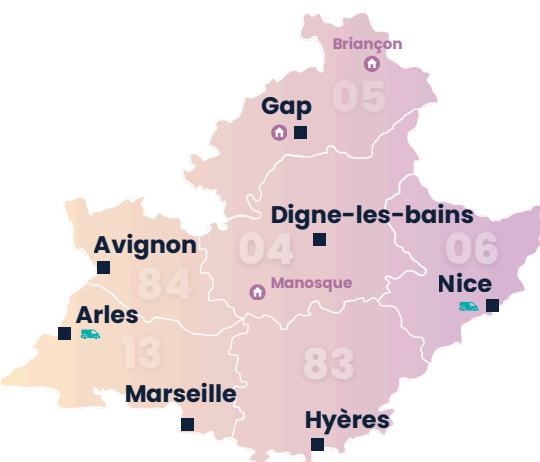 Briançon
05
Gap
Digne-les-bains
04
06
Avignon
84
Manosque
Nice
Arles
13
83
Marseille
Hyères